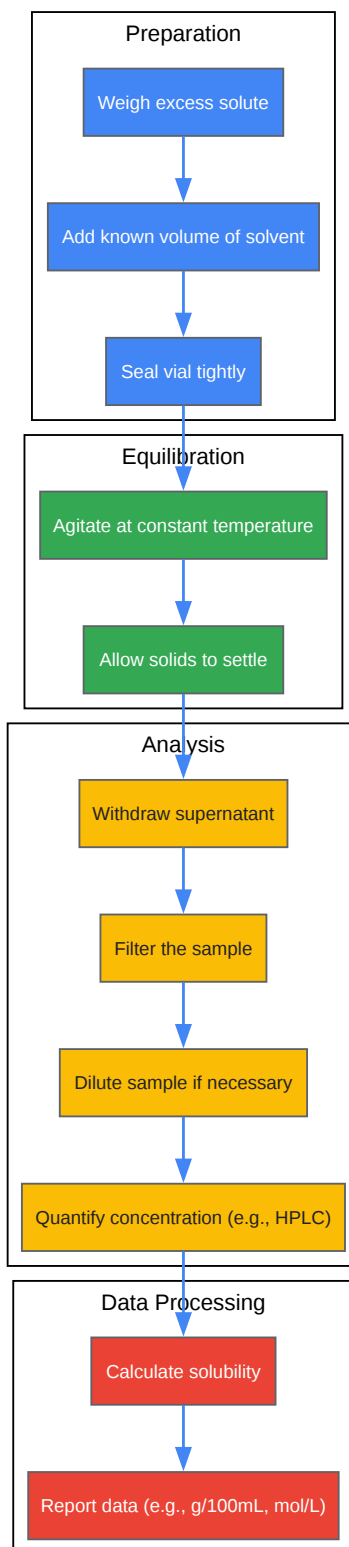 Preparation
Weigh excess solute
Add known volume of solvent
Seal vial tightly
Equilibration
Agitate at constant temperature
Allow solids to settle
Analysis
Withdraw supernatant
Filter the sample
Dilute sample if necessary
Quantify concentration (e.g., HPLC)
Data Processing
Calculate solubility
Report data (e.g., g/100mL, mol/L)